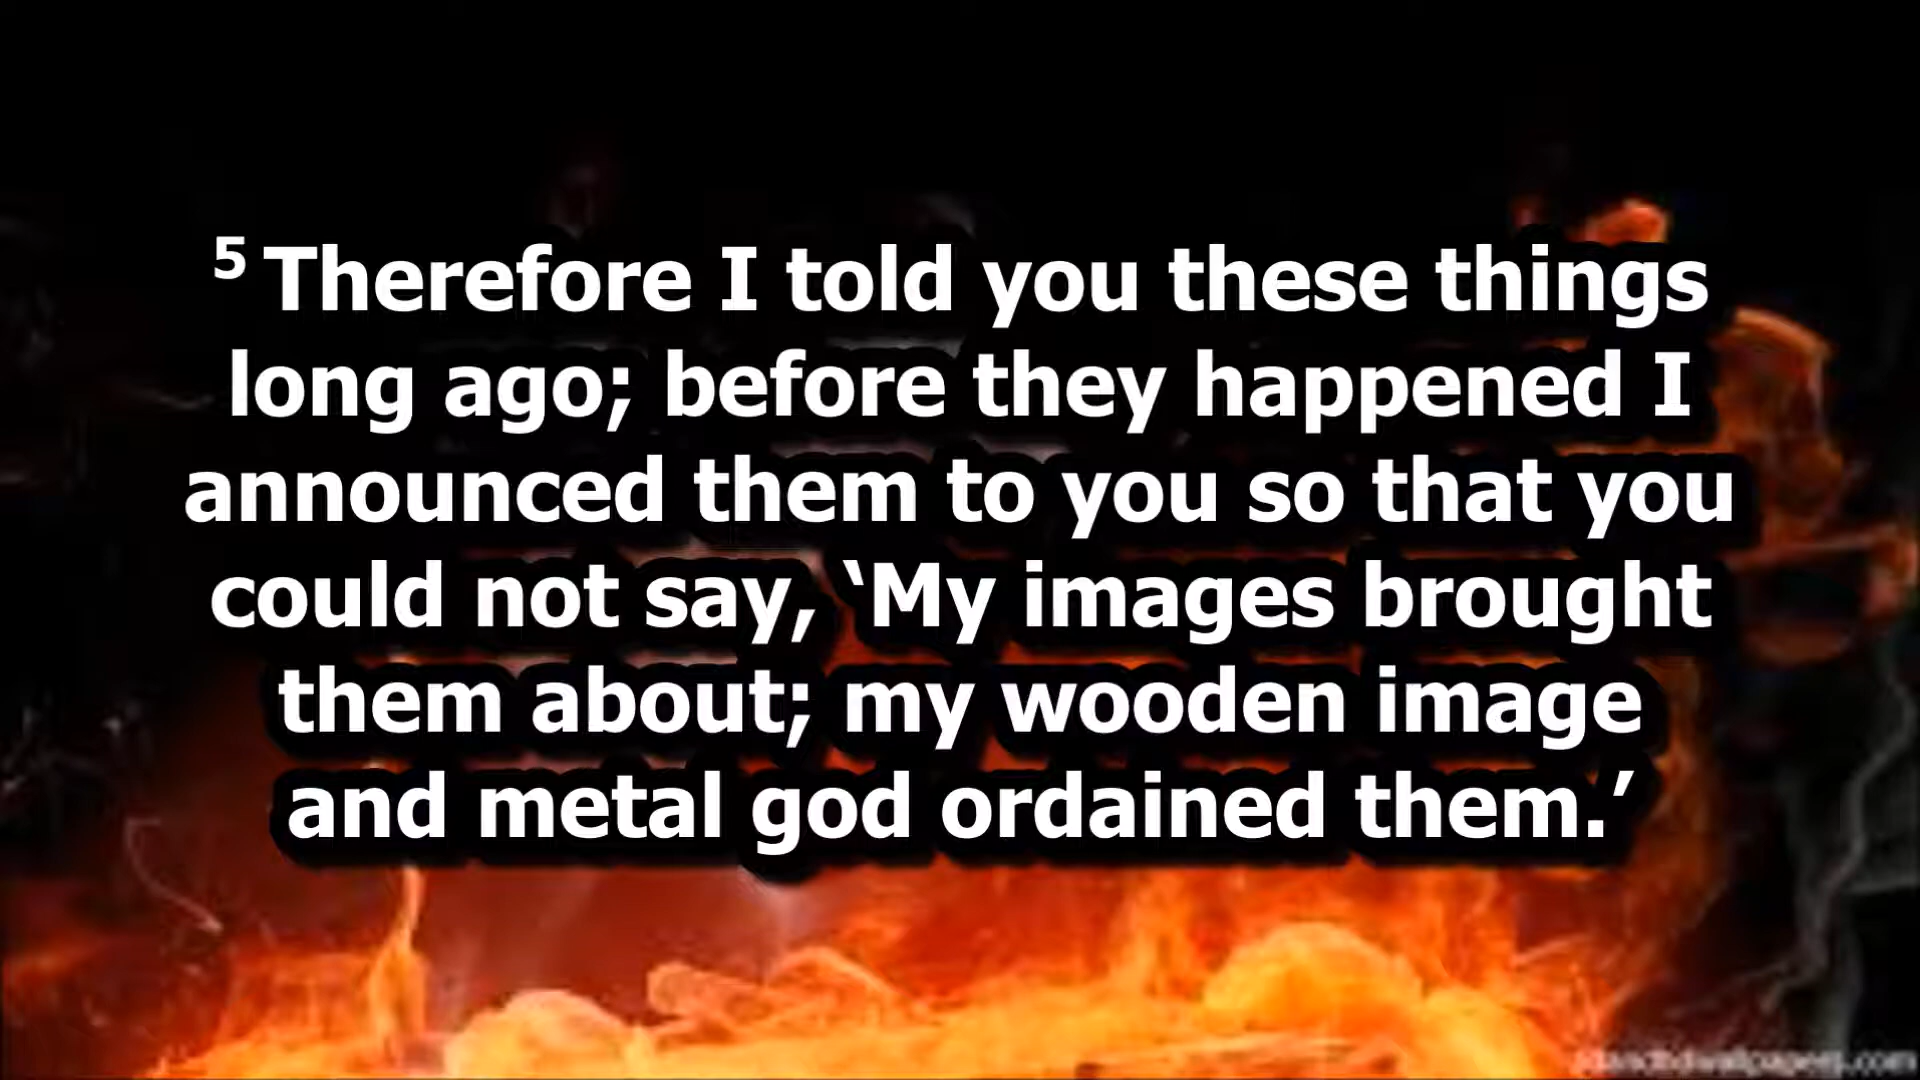 5 Therefore I told you these things
long ago; before they happened I
announced them to you so that you
could not say, ‘My images brought
them about; my wooden image
and metal god ordained them.’